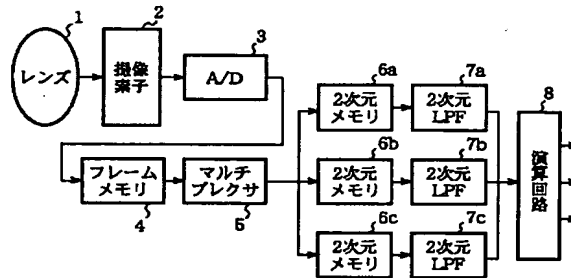 1
レンズ
2
撮像
素子
3
A/D
フレーム
メモリ
4
マルチ
プレクサ
5
6a
2次元
メモリ
7a
2次元
LPF
6b
2次元
メモリ
7b
2次元
LPF
6c
2次元
メモリ
7c
2次元
LPF
8
演算回路